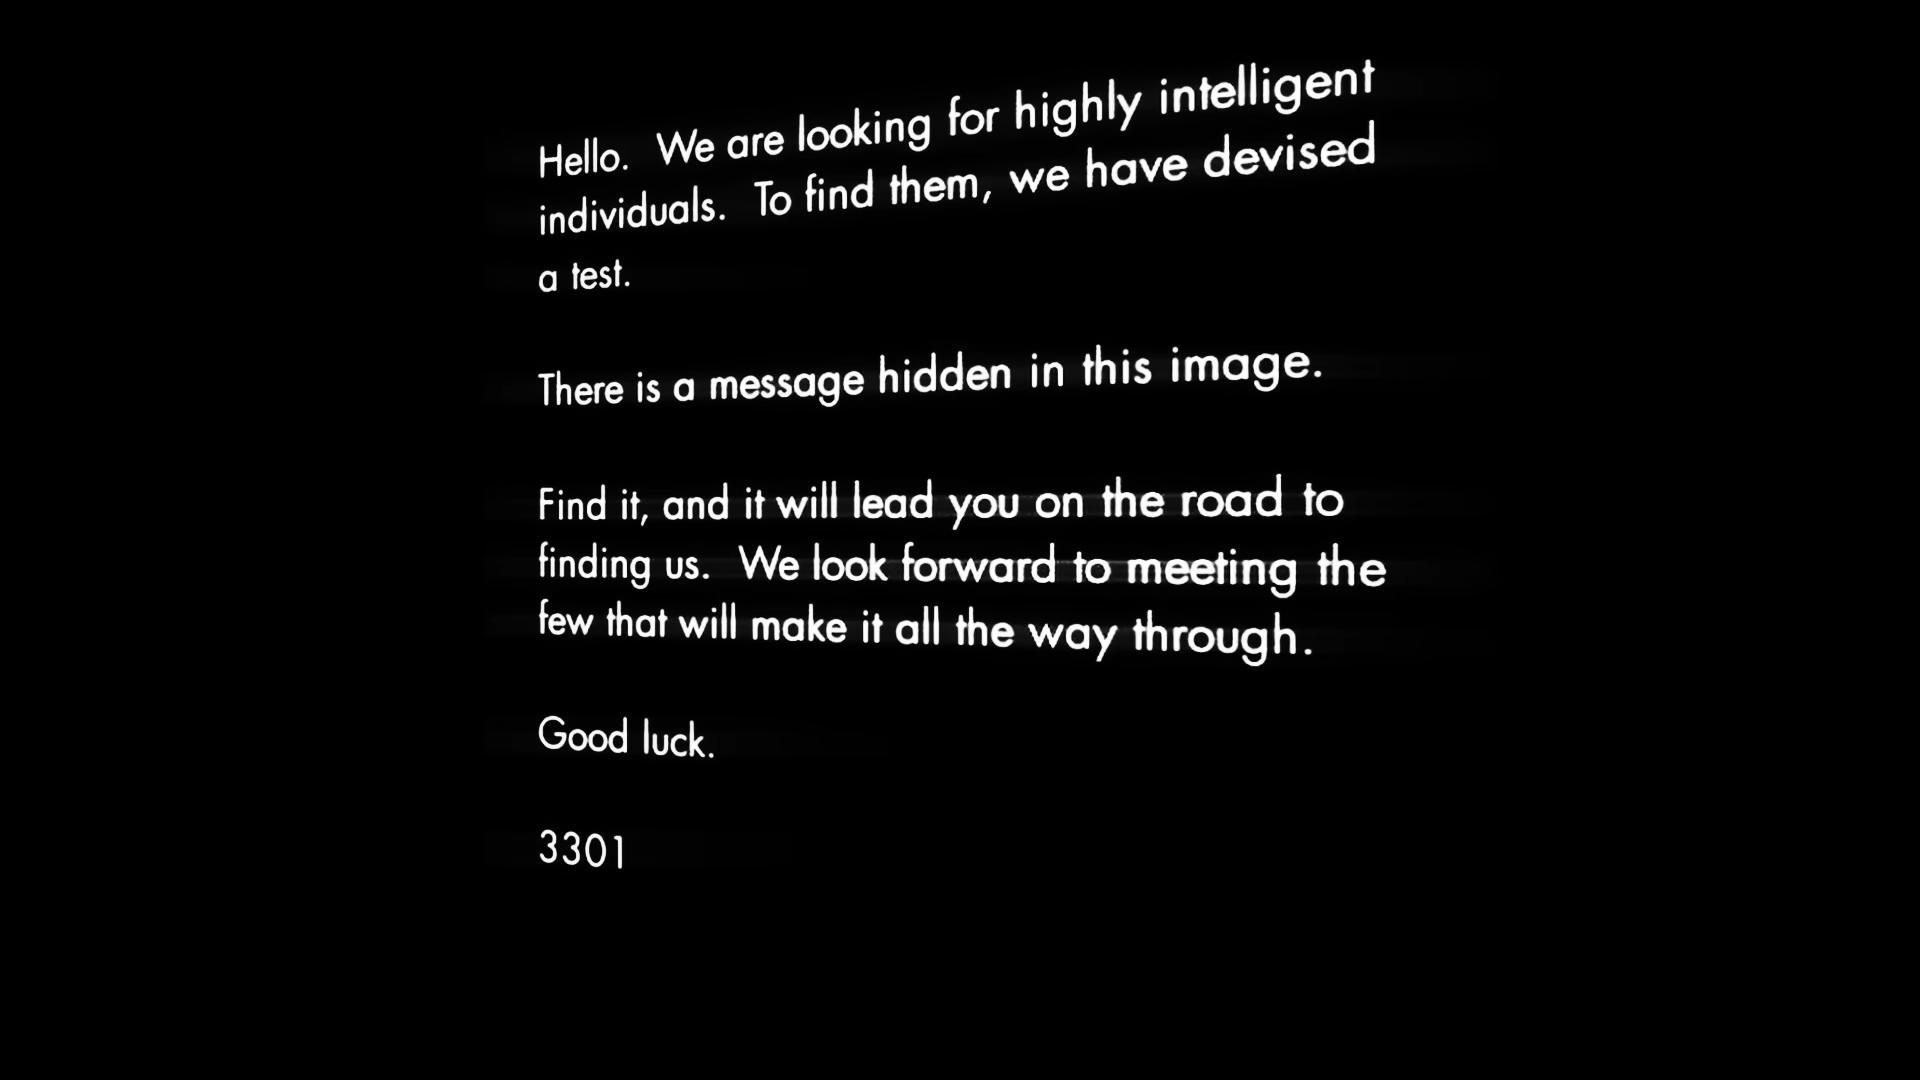 Hello.  We are looking for highly intelligent
individuals.  To find them, we have devised
a test.
There is a message hidden in this image.
Find it, and it will lead you on the road to
finding us.  We look forward to meeting the
few that will make it all the way through.
Good luck.
3301